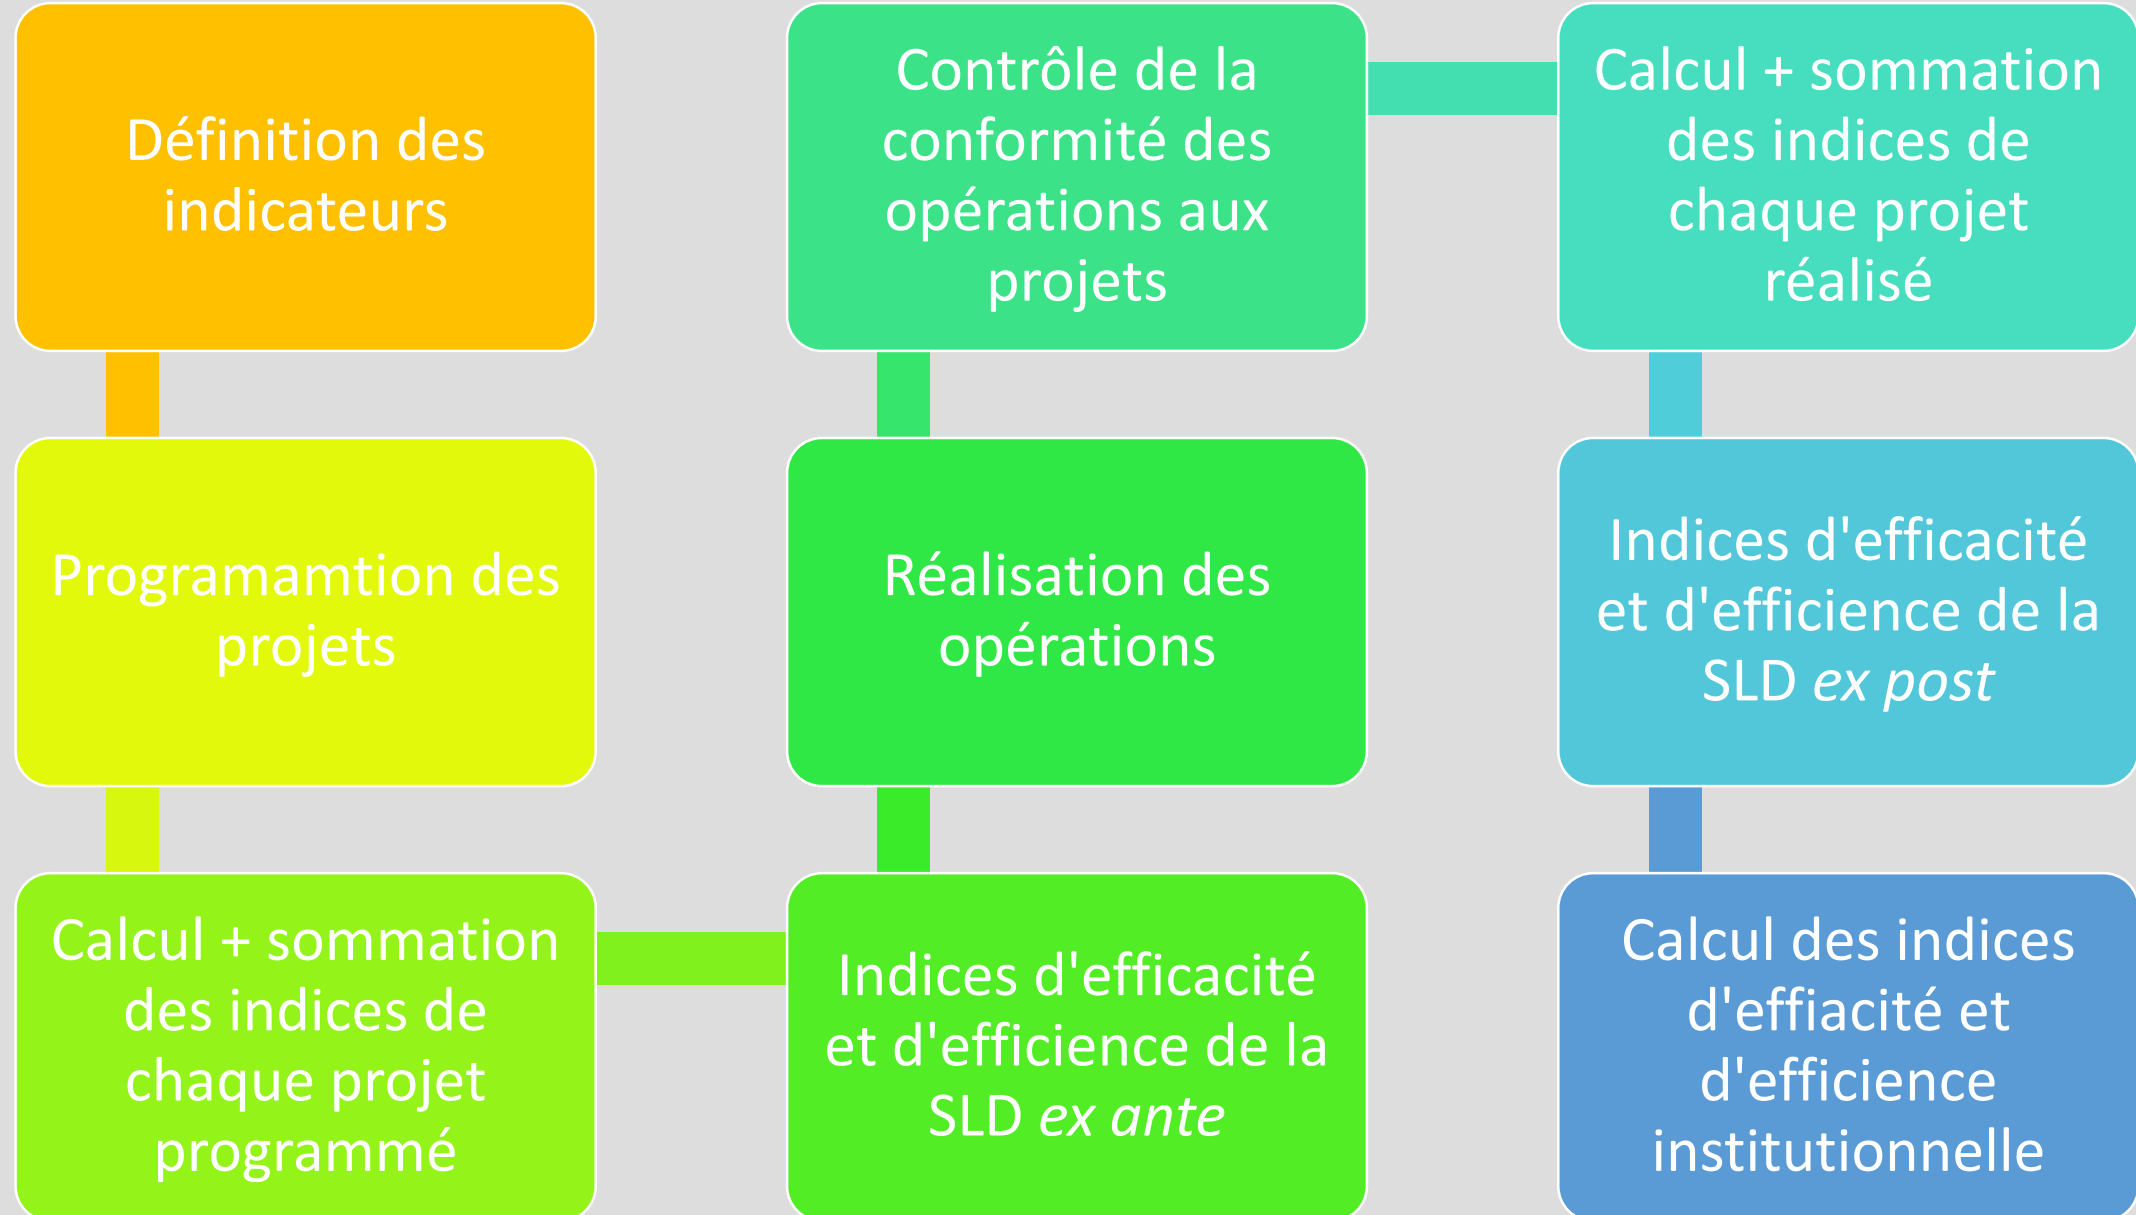 Définition des
indicateurs
Programamtion des
projets
Calcul + sommation
des indices de
chaque projet
programmé
Indices d'efficacité
et d'efficience de la
SLD ex ante
Réalisation des
opérations
Contrôle de la
conformité des
opérations aux
projets
Calcul + sommation
des indices de
chaque projet
réalisé
Indices d'efficacité
et d'efficience de la
SLD ex post
Calcul des indices
d'effiacité et
d'efficience
institutionnelle